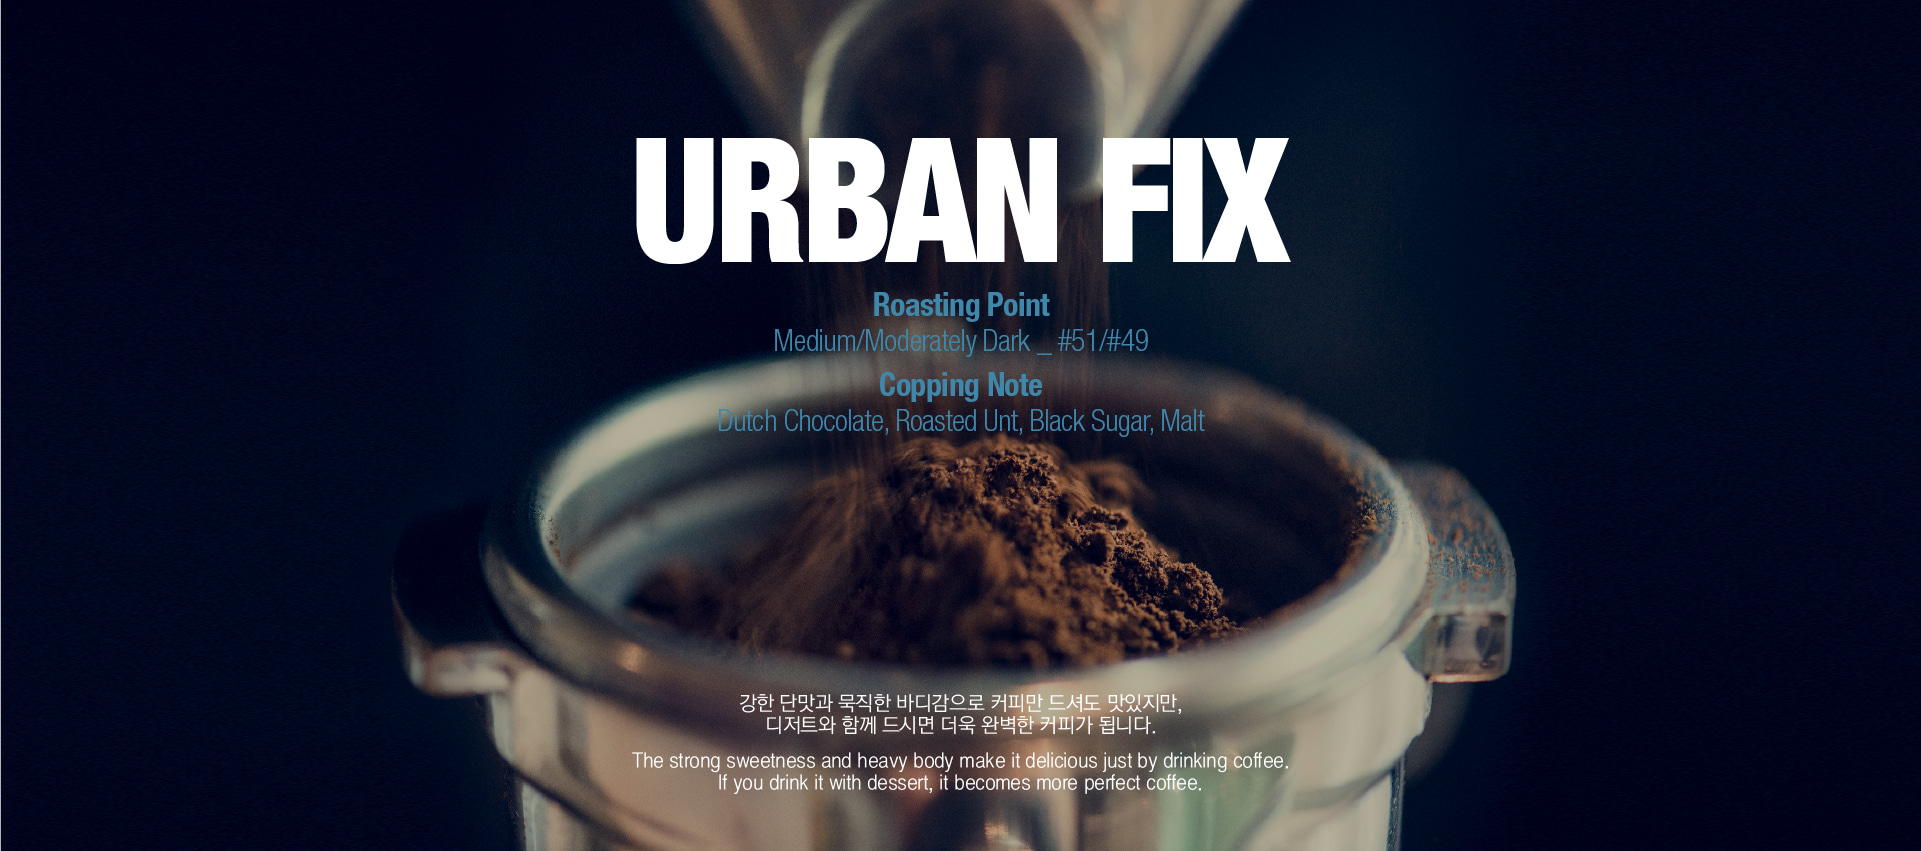 URBAN FIX
Roasting Point
Medium/Moderately Dark _ #51/#49
Copping Note
Dutch Chocolate, Roasted Unt, Black Sugar, Malt
강한 단맛과 묵직한 바디감으로 커피만 드셔도 맛있지만,
디저트와 함께 드시면 더욱 완벽한 커피가 됩니다.
The strong sweetness and heavy body make it delicious just by drinking coffee.
If you drink it with dessert, it becomes more perfect coffee.